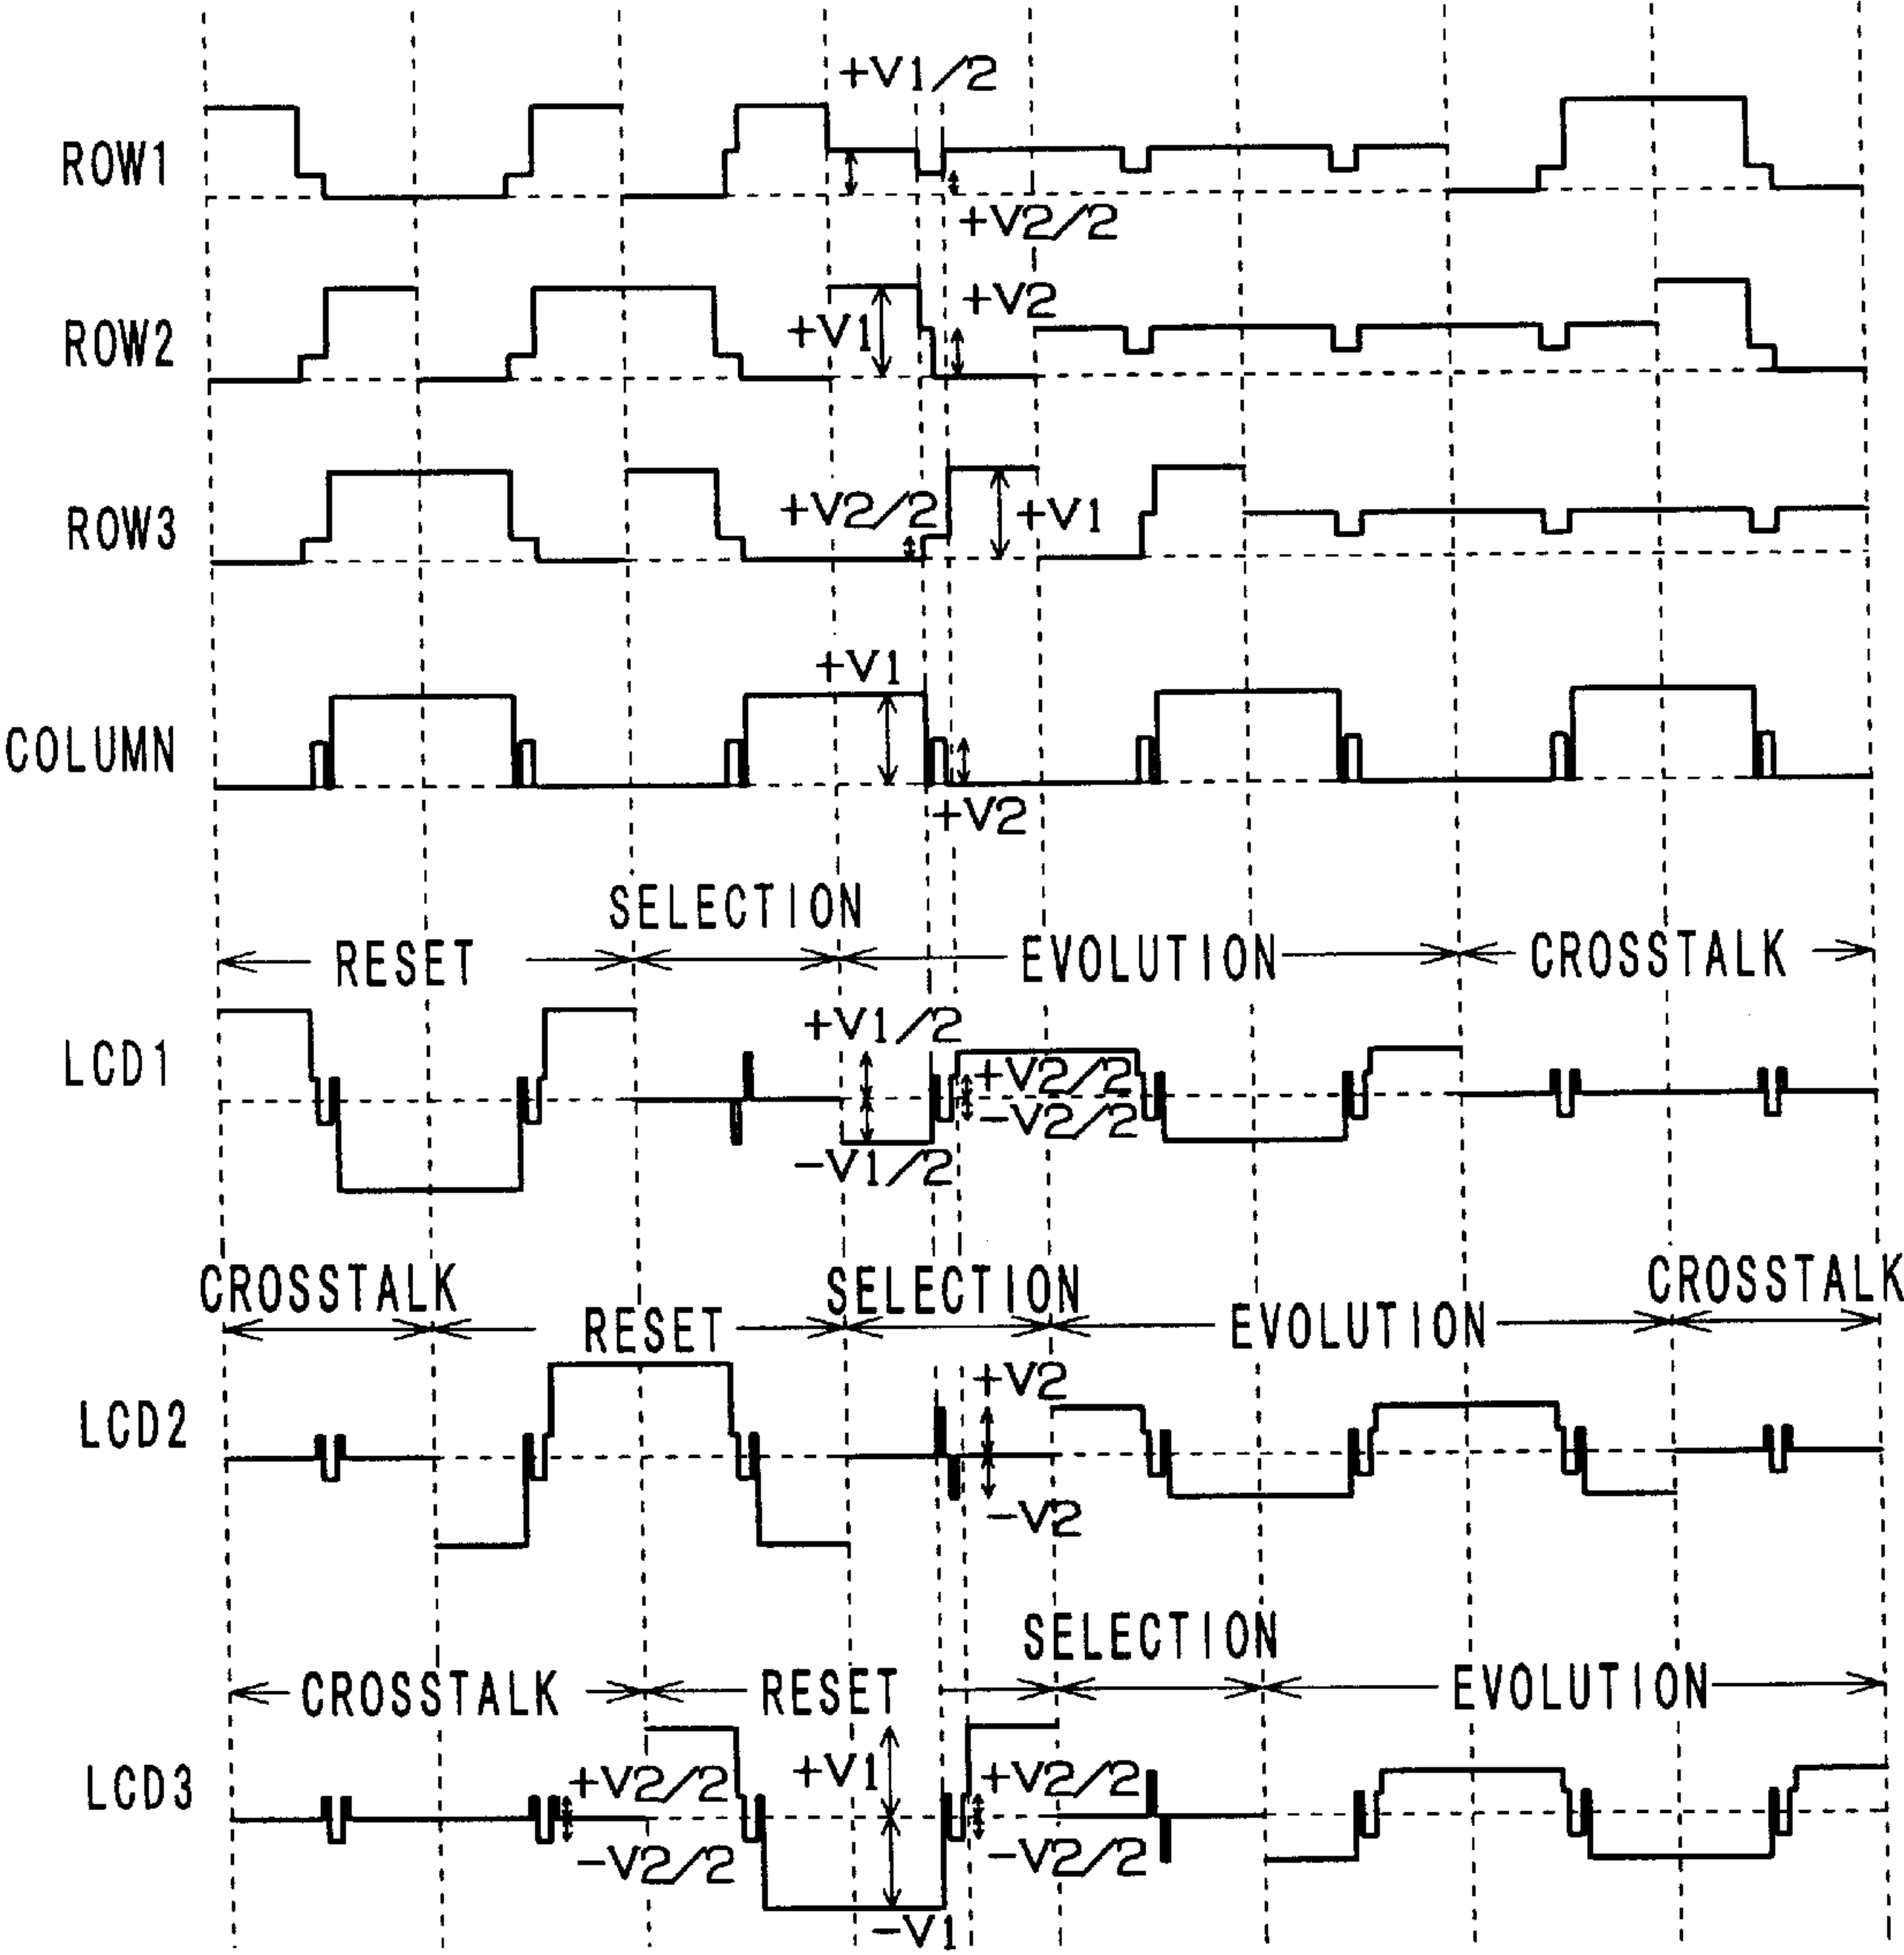 +V1/2
ROW1
+V2/2
+V2
ROW2
+V1
+V2/2
+V1
ROW3
+V1
COLUMN
+V2
SELECTION
RESET
EVOLUTION
CROSSTALK
+V1/2
LCD1
+V2/2
-V2/2
-V1/2
CROSSTALK
SELECTION
CROSSTALK
RESET
EVOLUTION
+V2
LCD2
-V2
SELECTION
CROSSTALK
RESET
EVOLUTION
+V1
+V2/2
+V2/2
LCD3
-V2/2
-V2/2
-V1